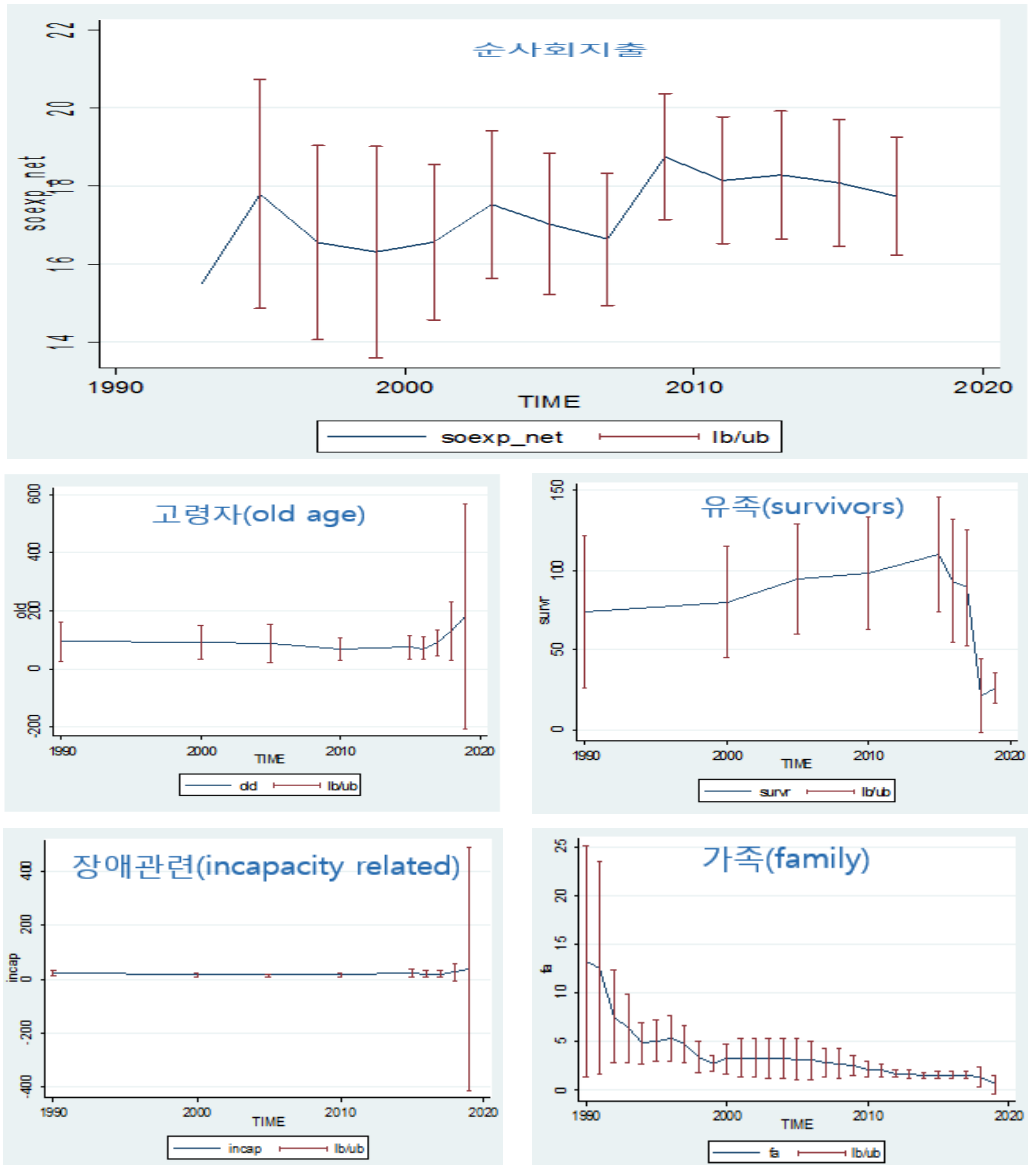 순사회지출
22
20
18
16
14
soexp_net
1990 2000 2010 2020
TIME
soexp_net lb/ub
고령자(old age)
600
400
200
0
-200
old
1990 2000 2010 2020
TIME
old lb/ub
유족(survivors)
150
100
50
0
survr
1990 2000 2010 2020
TIME
survr lb/ub
장애관련(incapacity related)
400
200
0
-200
-400
incap
1990 2000 2010 2020
TIME
incap lb/ub
가족(family)
25
20
15
10
5
0
fa
1990 2000 2010 2020
TIME
fa lb/ub